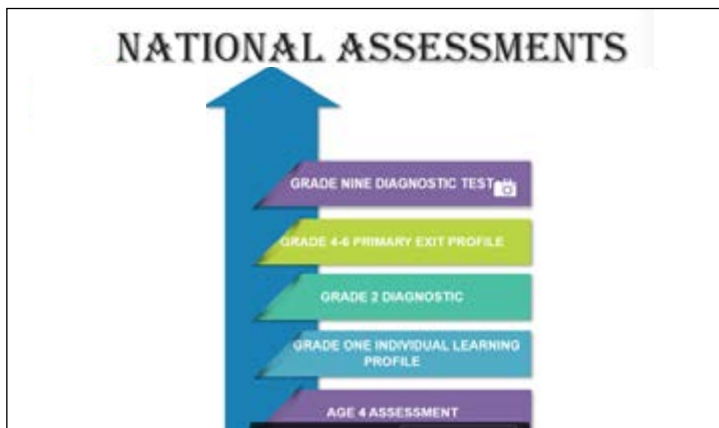 NATIONAL ASSESSMENTS
GRADE NINE DIAGNOSTIC TEST
GRADE 4-6 PRIMARY EXIT PROFILE
GRADE 2 DIAGNOSTIC
GRADE ONE INDIVIDUAL LEARNING
PROFILE
AGE 4 ASSESSMENT